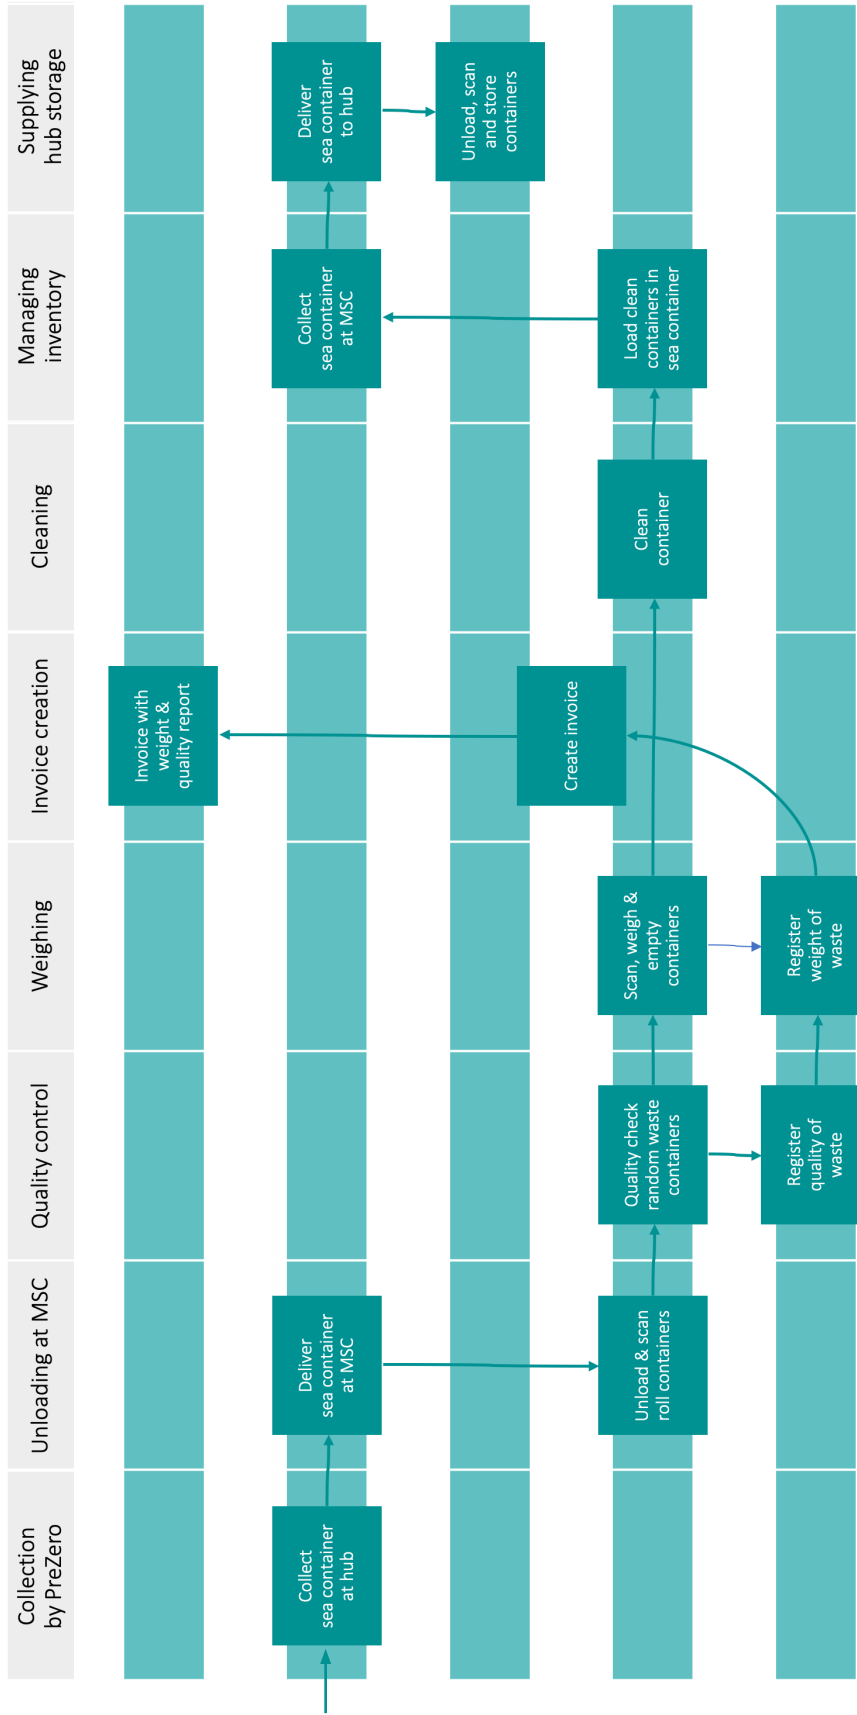 Collection
by PreZero
Unloading at MSC
Quality control
Weighing
Invoice creation
Cleaning
Managing
inventory
Supplying
hub storage
Invoice with
weight &
quality report
Collect
sea container
at hub
Deliver
sea container
at MSC
Collect
sea container
at MSC
Deliver
sea container
to hub
Unload, scan
and store
containers
Create invoice
Unload & scan
roll containers
Quality check
random waste
containers
Scan, weigh &
empty
containers
Clean
container
Load clean
containers in
sea container
Register
quality of
waste
Register
weight of
waste